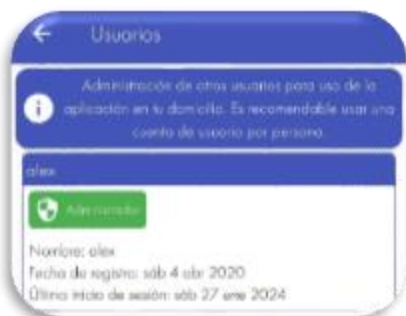 Usuarios
Administración de otros usuarios para uso de la
aplicación en tu domicilio. Es recomendable usar una
cuenta de usuario por persona.
alex
Administrador
Nombre: alex
Fecha de registro: sáb 4 abr 2020
Último inicio de sesión: sáb 27 ene 2024